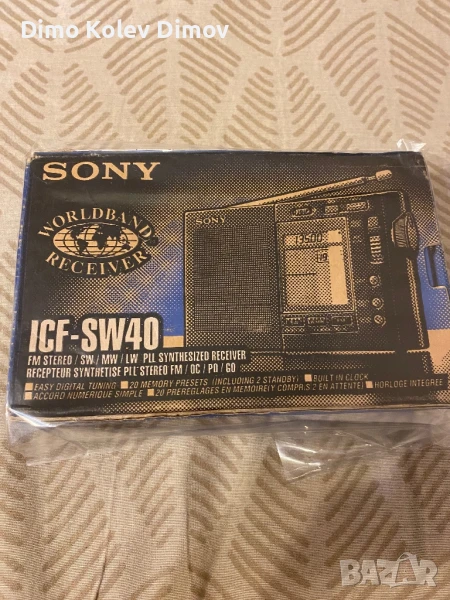 Dimo Kolev Dimov
SONY
WORLDBAND
RECEIVER
SONY
13500
ICF-SW40
FM STEREO / SW / MW / LW PLL SYNTHESIZED RECEIVER
RECEPTEUR SYNTHETISE PLL STEREO FM / OC / PO / GO
■ EASY DIGITAL TUNING ■ 20 MEMORY PRESETS (INCLUDING 2 STANDBY) ■ BUILT IN CLOCK
■ ACCORD NUMERIQUE SIMPLE ■ 20 PREREGLAGES EN MEMOIRE(Y COMPRIS 2 EN ATTENTE) ■ HORLOGE INTEGREE
BAZAR